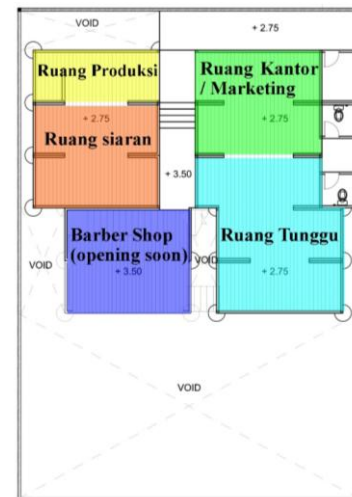 VOID
+ 2.75
Ruang Produksi
Ruang Kantor
/ Marketing
+ 2.75
+ 2.75
Ruang siaran
+ 3.50
Barber Shop
(opening soon)
+ 3.50
Ruang Tunggu
VOID
VOID
+ 2.75
VOID